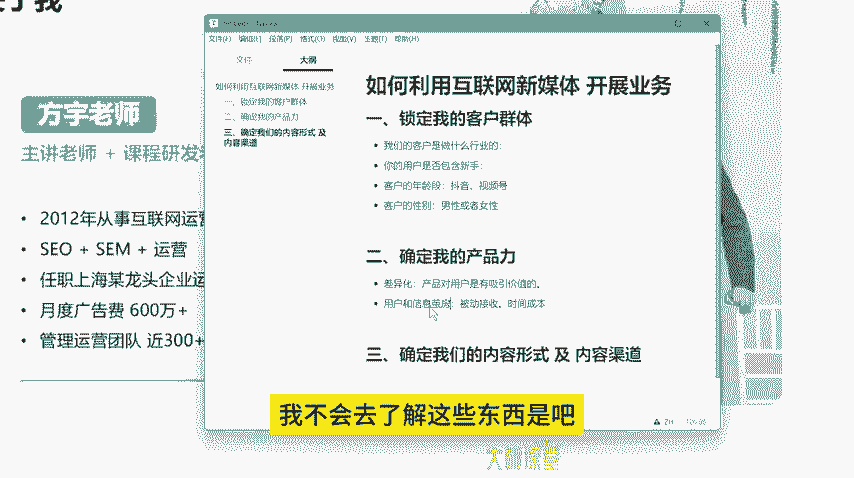 方宇老师
主讲老师 + 课程研发
• 2012年从事互联网运营
• SEO + SEM + 运营
• 任职上海某龙头企业运
• 月度广告费 600万+
• 管理运营团队 近300+
文件(F) 编辑(E) 段落(P) 格式(O) 视图(V) 主题(T) 帮助(H)
文件 大纲
如何利用互联网新媒体 开展业务
一、锁定我的客户群体
二、确定我的产品力
三、确定我们的内容形式 及
内容渠道
如何利用互联网新媒体 开展业务
一、锁定我的客户群体
• 我们的客户是做什么行业的：
• 你的用户是否包含新手：
• 客户的年龄段：抖音、视频号
• 客户的性别：男性或者女性
二、确定我的产品力
• 差异化：产品对用户是有吸引价值的。
• 用户和信息茧房：被动接收。时间成本
三、确定我们的内容形式 及 内容渠道
我不会去了解这些东西是吧